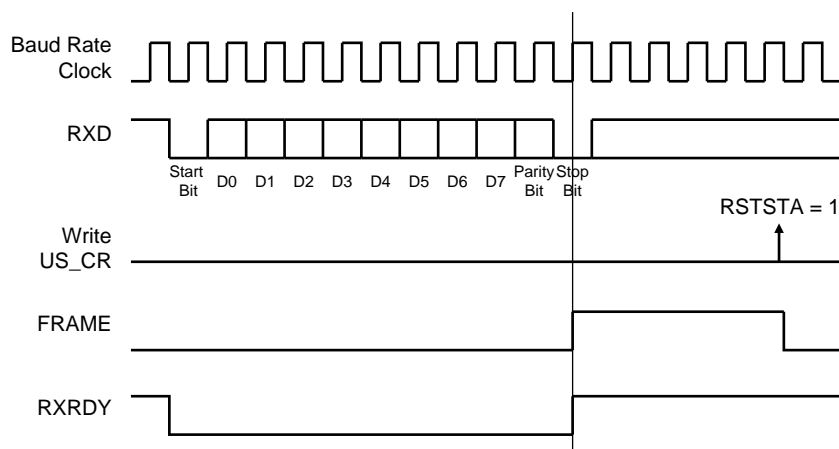 Baud Rate
Clock
RXD
Start
Bit
D0 D1 D2 D3 D4 D5 D6 D7
Parity
Bit
Stop
Bit
RSTSTA = 1
Write
US_CR
FRAME
RXRDY